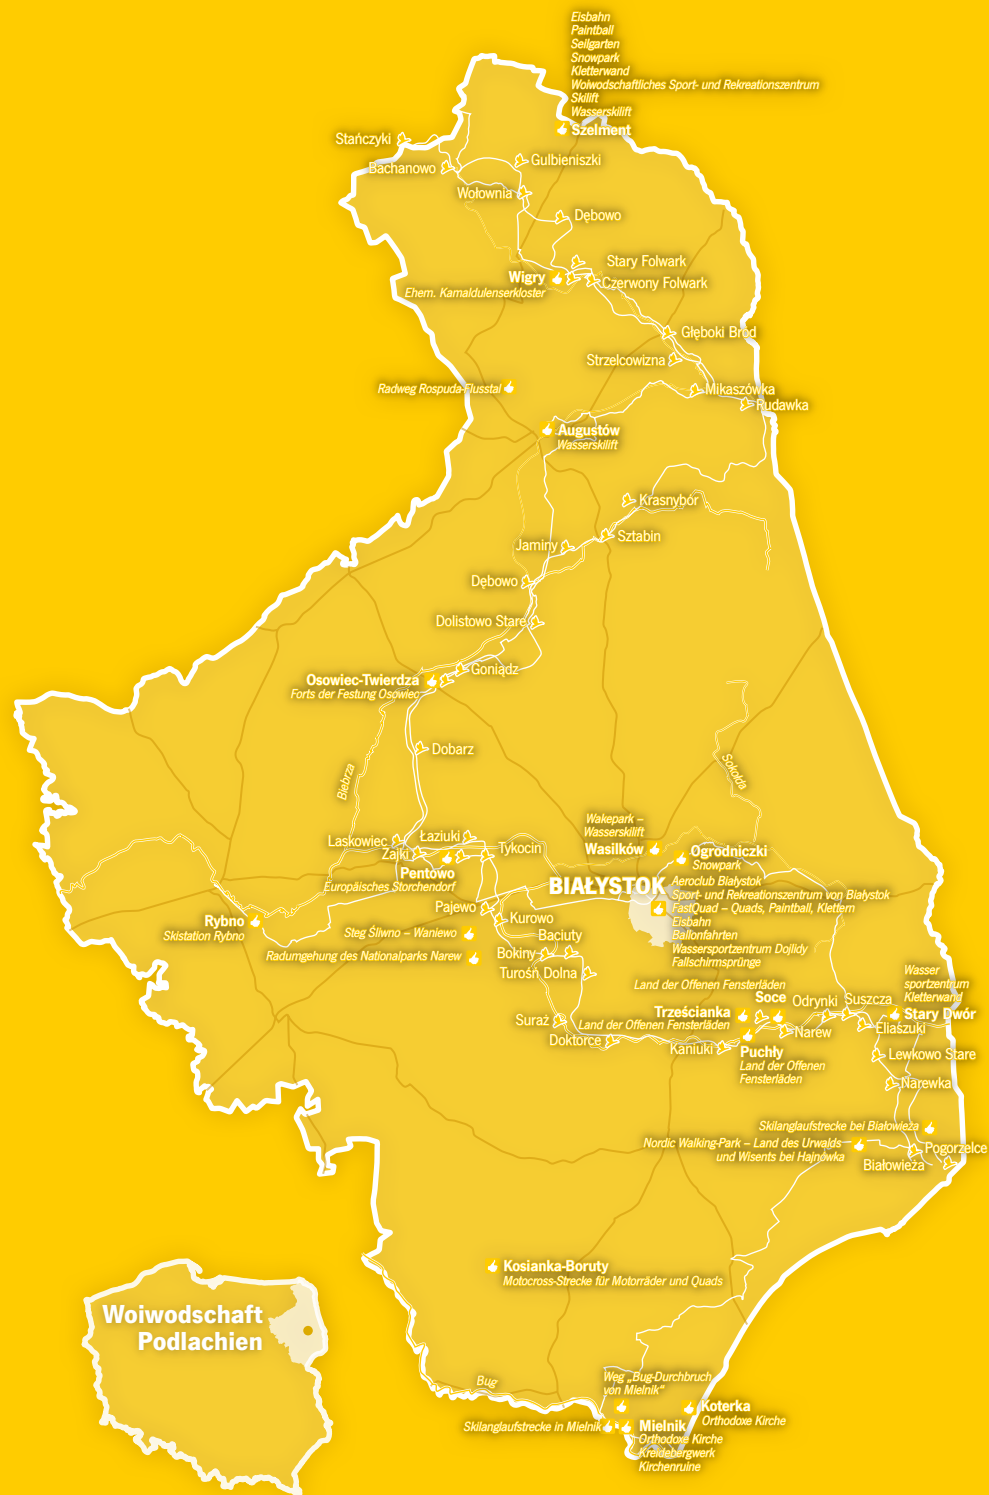 Eisbahn
Paintball
Seilgarten
Snowpark
Kletterwand
Woiwodschaftliches Sport- und Rekreationszentrum
Skilift
Wasserskilift
Szelment
Stańczyki
Bachanowo
Gulbieniszki
Wołownia
Dębowo
Stary Folwark
Wigry
Czerwony Folwark
Ehem. Kamaldulenserkloster
Głęboki Bród
Strzelcowizna
Radweg Rospuda-Flusstal
Mikaszówka
Rudawka
Augustów
Wasserskilift
Krasnybór
Sztabin
Jaminy
Dębowo
Dolistowo Stare
Goniądz
Osowiec-Twierdza
Forts der Festung Osowiec
Dobarz
Biebrza
Sokołda
Wakepark –
Wasserskilift
Wasilków
Ogrodniczki
Snowpark
Laskowiec
Łaziuki
Zajki
Tykocin
Pentowo
Europäisches Storchendorf
BIAŁYSTOK
Aeroclub Białystok
Sport- und Rekreationszentrum von Białystok
FastQuad – Quads, Paintball, Klettern
Eisbahn
Ballonfahrten
Wassersportzentrum Dojlidy
Fallschirmsprünge
Pajewo
Kurowo
Rybno
Skistation Rybno
Steg Śliwno – Waniewo
Baciuty
Radumgehung des Nationalparks Narew
Bokiny
Turośń Dolna
Land der Offenen Fensterläden
Soce
Wasser
sportzentrum
Kletterwand
Stary Dwór
Odrynki
Suszcza
Trześcianka
Land der Offenen Fensterläden
Suraż
Eliaszuki
Narew
Doktorce
Kaniuki
Puchły
Land der Offenen
Fensterläden
Lewkowo Stare
Narewka
Skilanglaufstrecke bei Białowieża
Nordic Walking-Park – Land des Urwalds
und Wisents bei Hajnówka
Pogorzelce
Białowieża
Kosianka-Boruty
Motocross-Strecke für Motorräder und Quads
Woiwodschaft
Podlachien
Bug
Weg „Bug-Durchbruch
von Mielnik“
Koterka
Orthodoxe Kirche
Skilanglaufstrecke in Mielnik
Mielnik
Orthodoxe Kirche
Kreidebergwerk
Kirchenruine